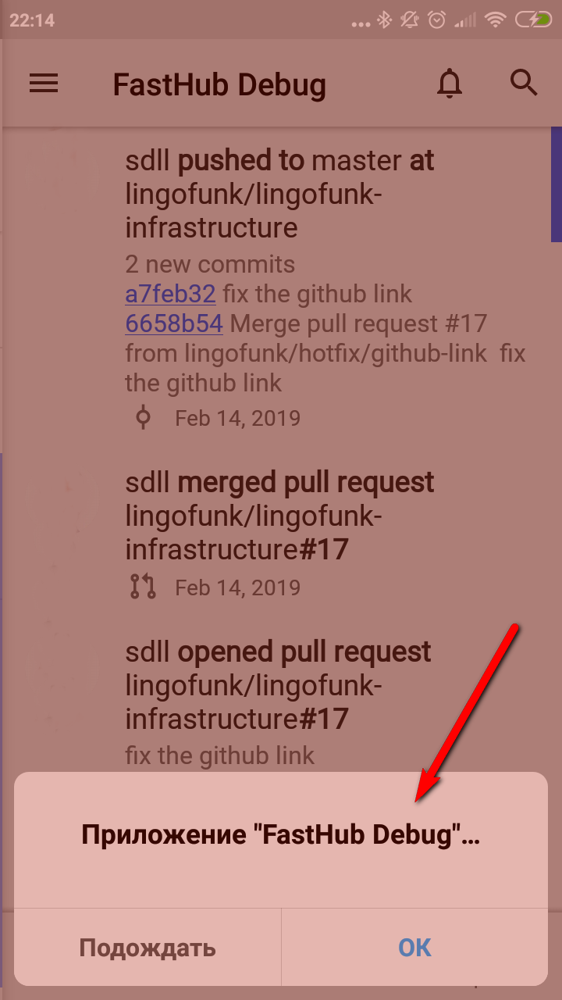 22:14
FastHub Debug
sdll pushed to master at
lingofunk/lingofunk-
infrastructure
2 new commits
a7feb32 fix the github link
6658b54 Merge pull request #17
from lingofunk/hotfix/github-link fix
the github link
Feb 14, 2019
sdll merged pull request
lingofunk/lingofunk-
infrastructure#17
Feb 14, 2019
sdll opened pull request
lingofunk/lingofunk-
infrastructure#17
fix the github link
Приложение "FastHub Debug"...
Подождать
ОК